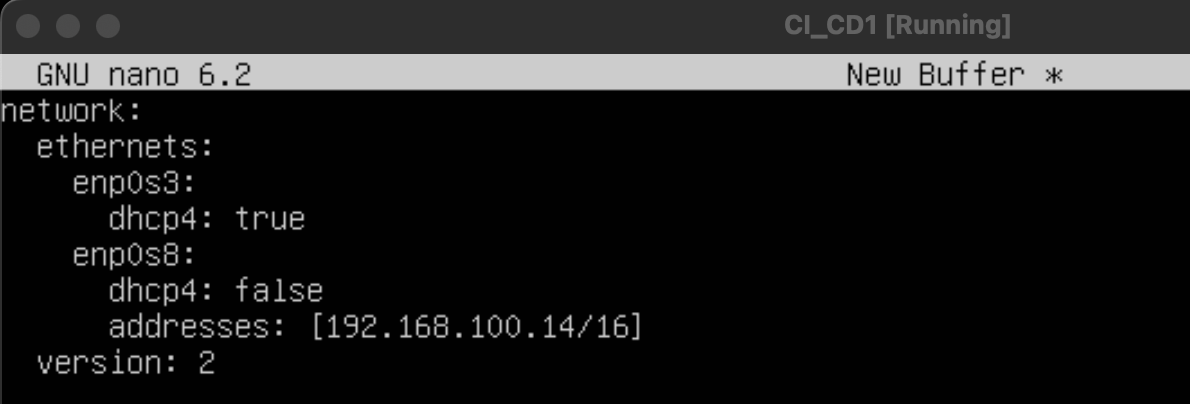 CI_CD1 [Running]
GNU nano 6.2 New Buffer *
network:
  ethernets:
    enp0s3:
      dhcp4: true
    enp0s8:
      dhcp4: false
      addresses: [192.168.100.14/16]
  version: 2